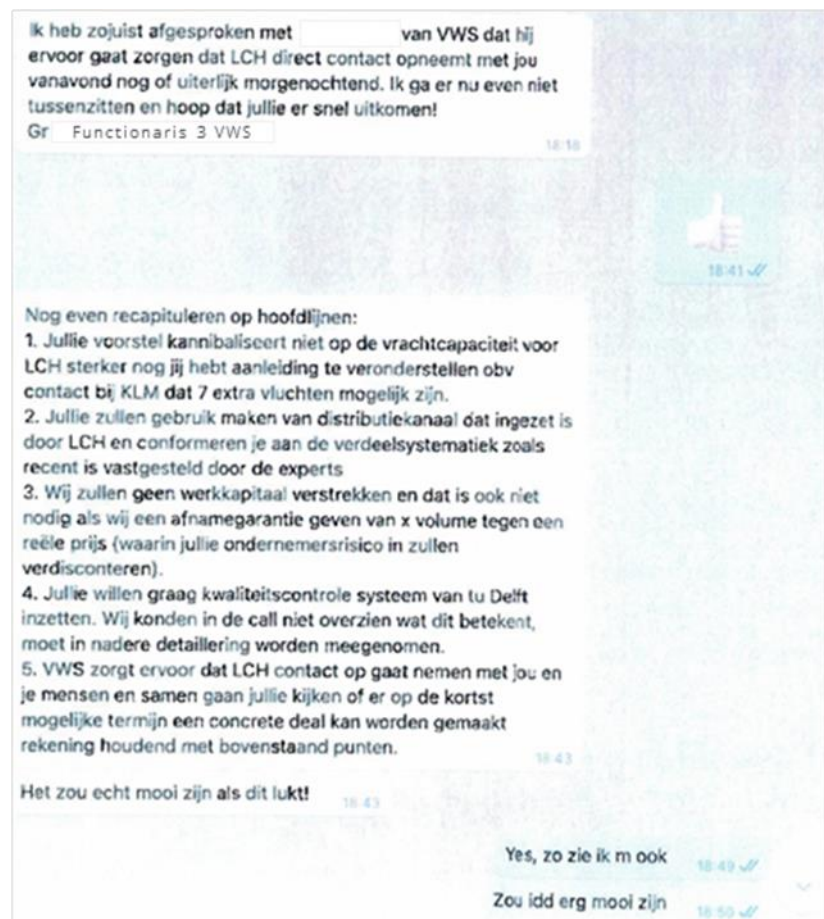 Ik heb zojuist afgesproken met van VWS dat hij
ervoor gaat zorgen dat LCH direct contact opneemt met jou
vanavond nog of uiterlijk morgenochtend. Ik ga er nu even niet
tussenzitten en hoop dat jullie er snel uitkomen!
Gr Functionaris 3 VWS
18:18
18:41
Nog even recapituleren op hoofdlijnen:
1. Jullie voorstel kannibaliseert niet op de vrachtcapaciteit voor
LCH sterker nog jij hebt aanleiding te veronderstellen obv
contact bij KLM dat 7 extra vluchten mogelijk zijn.
2. Jullie zullen gebruik maken van distributiekanaal dat ingezet is
door LCH en conformeren je aan de verdeelsystematiek zoals
recent is vastgesteld door de experts
3. Wij zullen geen werkkapitaal verstrekken en dat is ook niet
nodig als wij een afnamegarantie geven van x volume tegen een
reële prijs (waarin jullie ondernemersrisico in zullen
verdisconteren).
4. Jullie willen graag kwaliteitscontrole systeem van tu Delft
inzetten. Wij konden in de call niet overzien wat dit betekent,
moet in nadere detaillering worden meegenomen.
5. VWS zorgt ervoor dat LCH contact op gaat nemen met jou en
je mensen en samen gaan jullie kijken of er op de kortst
mogelijke termijn een concrete deal kan worden gemaakt
rekening houdend met bovenstaand punten.
18:43
Het zou echt mooi zijn als dit lukt!
18:43
Yes, zo zie ik m ook
18:49
Zou idd erg mooi zijn
18:50